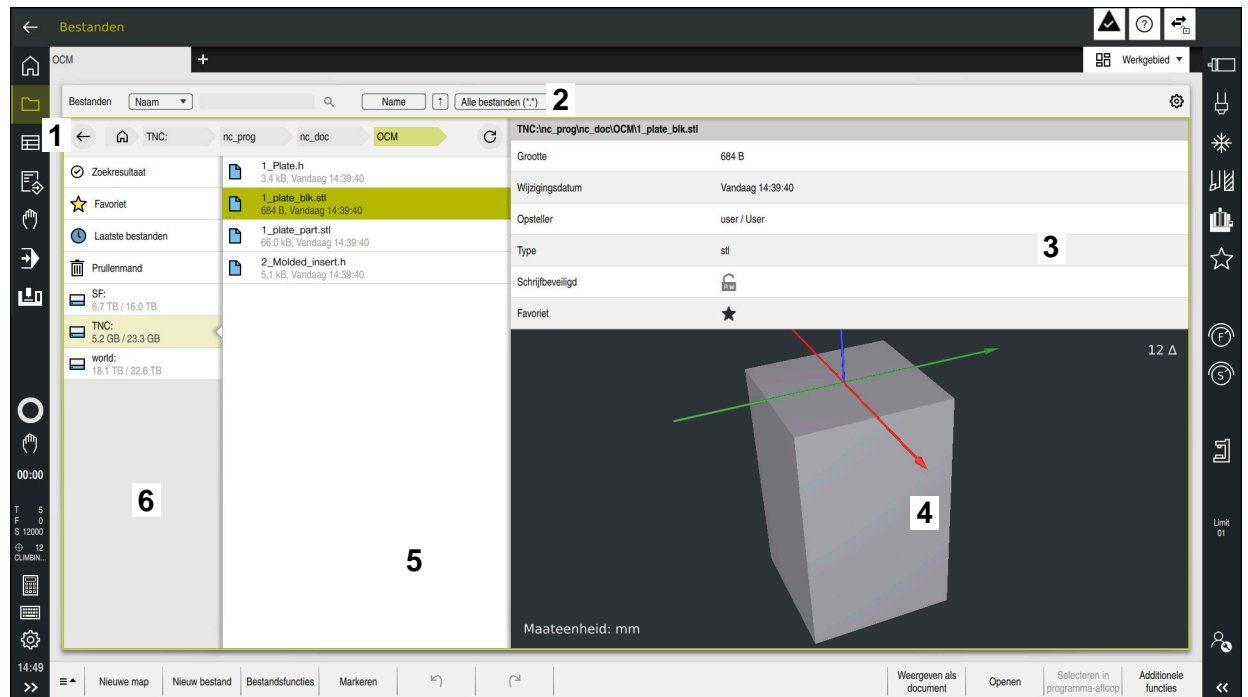 Bestanden
OCM
+
Werkgebied
Bestanden
Naam
Name
↑
Alle bestanden (*.*)
2
1
TNC:
nc_prog
nc_doc
OCM
Zoekresultaat
Favoriet
Laatste bestanden
Prullenmand
SF:
6.7 TB / 16.0 TB
TNC:
5.2 GB / 23.3 GB
world:
18.1 TB / 22.6 TB
6
1_Plate.h
3.4 kB, Vandaag 14:39:40
1_plate_blk.stl
684 B, Vandaag 14:39:40
1_plate_part.stl
66.0 kB, Vandaag 14:39:40
2_Molded_insert.h
5.1 kB, Vandaag 14:39:40
5
TNC:\nc_prog\nc_doc\OCM\1_plate_blk.stl
Grootte 684 B
Wijzigingsdatum Vandaag 14:39:40
Opsteller user / User
Type stl
3
Schrijfbeveiligd
R W
Favoriet
12 Δ
4
Maateenheid: mm
00:00
T 5
F 0
S 12000
12
CLIMBIN...
14:49
F
S
Limit
01
Nieuwe map
Nieuw bestand
Bestandsfuncties
Markeren
Weergeven als
document
Openen
Selecteren in
programma-afloop
Additionele
functies